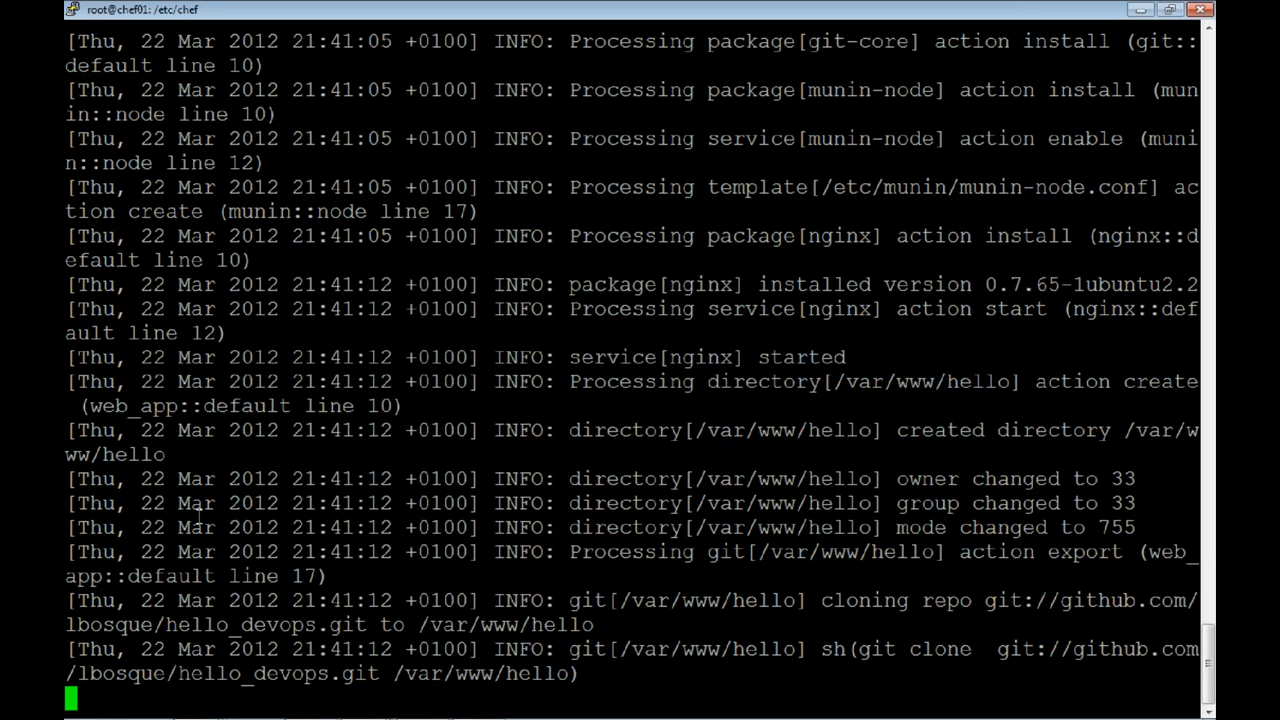 root@chef01: /etc/chef
[Thu, 22 Mar 2012 21:41:05 +0100] INFO: Processing package[git-core] action install (git::
default line 10)
[Thu, 22 Mar 2012 21:41:05 +0100] INFO: Processing package[munin-node] action install (mun
in::node line 10)
[Thu, 22 Mar 2012 21:41:05 +0100] INFO: Processing service[munin-node] action enable (muni
n::node line 12)
[Thu, 22 Mar 2012 21:41:05 +0100] INFO: Processing template[/etc/munin/munin-node.conf] ac
tion create (munin::node line 17)
[Thu, 22 Mar 2012 21:41:05 +0100] INFO: Processing package[nginx] action install (nginx::d
efault line 10)
[Thu, 22 Mar 2012 21:41:12 +0100] INFO: package[nginx] installed version 0.7.65-1ubuntu2.2
[Thu, 22 Mar 2012 21:41:12 +0100] INFO: Processing service[nginx] action start (nginx::def
ault line 12)
[Thu, 22 Mar 2012 21:41:12 +0100] INFO: service[nginx] started
[Thu, 22 Mar 2012 21:41:12 +0100] INFO: Processing directory[/var/www/hello] action create
(web_app::default line 10)
[Thu, 22 Mar 2012 21:41:12 +0100] INFO: directory[/var/www/hello] created directory /var/w
ww/hello
[Thu, 22 Mar 2012 21:41:12 +0100] INFO: directory[/var/www/hello] owner changed to 33
[Thu, 22 Mar 2012 21:41:12 +0100] INFO: directory[/var/www/hello] group changed to 33
[Thu, 22 Mar 2012 21:41:12 +0100] INFO: directory[/var/www/hello] mode changed to 755
[Thu, 22 Mar 2012 21:41:12 +0100] INFO: Processing git[/var/www/hello] action export (web_
app::default line 17)
[Thu, 22 Mar 2012 21:41:12 +0100] INFO: git[/var/www/hello] cloning repo git://github.com/
lbosque/hello_devops.git to /var/www/hello
[Thu, 22 Mar 2012 21:41:12 +0100] INFO: git[/var/www/hello] sh(git clone  git://github.com
/lbosque/hello_devops.git /var/www/hello)